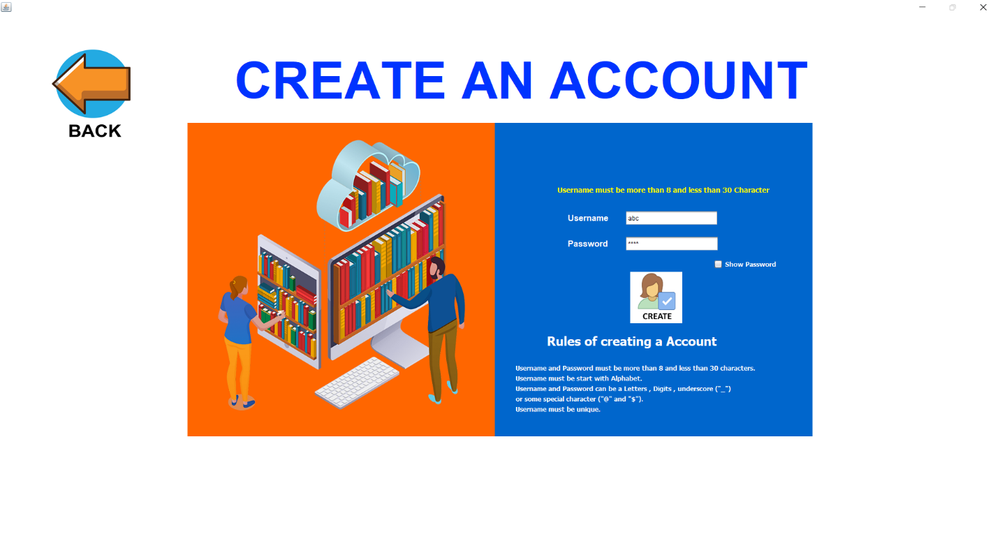 CREATE AN ACCOUNT
BACK
Username must be more than 8 and less than 30 Character
Username abc
Password ****
Show Password
CREATE
Rules of creating a Account
Username and Password must be more than 8 and less than 30 characters.
Username must be start with Alphabet.
Username and Password can be a Letters , Digits , underscore ("_")
or some special character ("@" and "$").
Username must be unique.